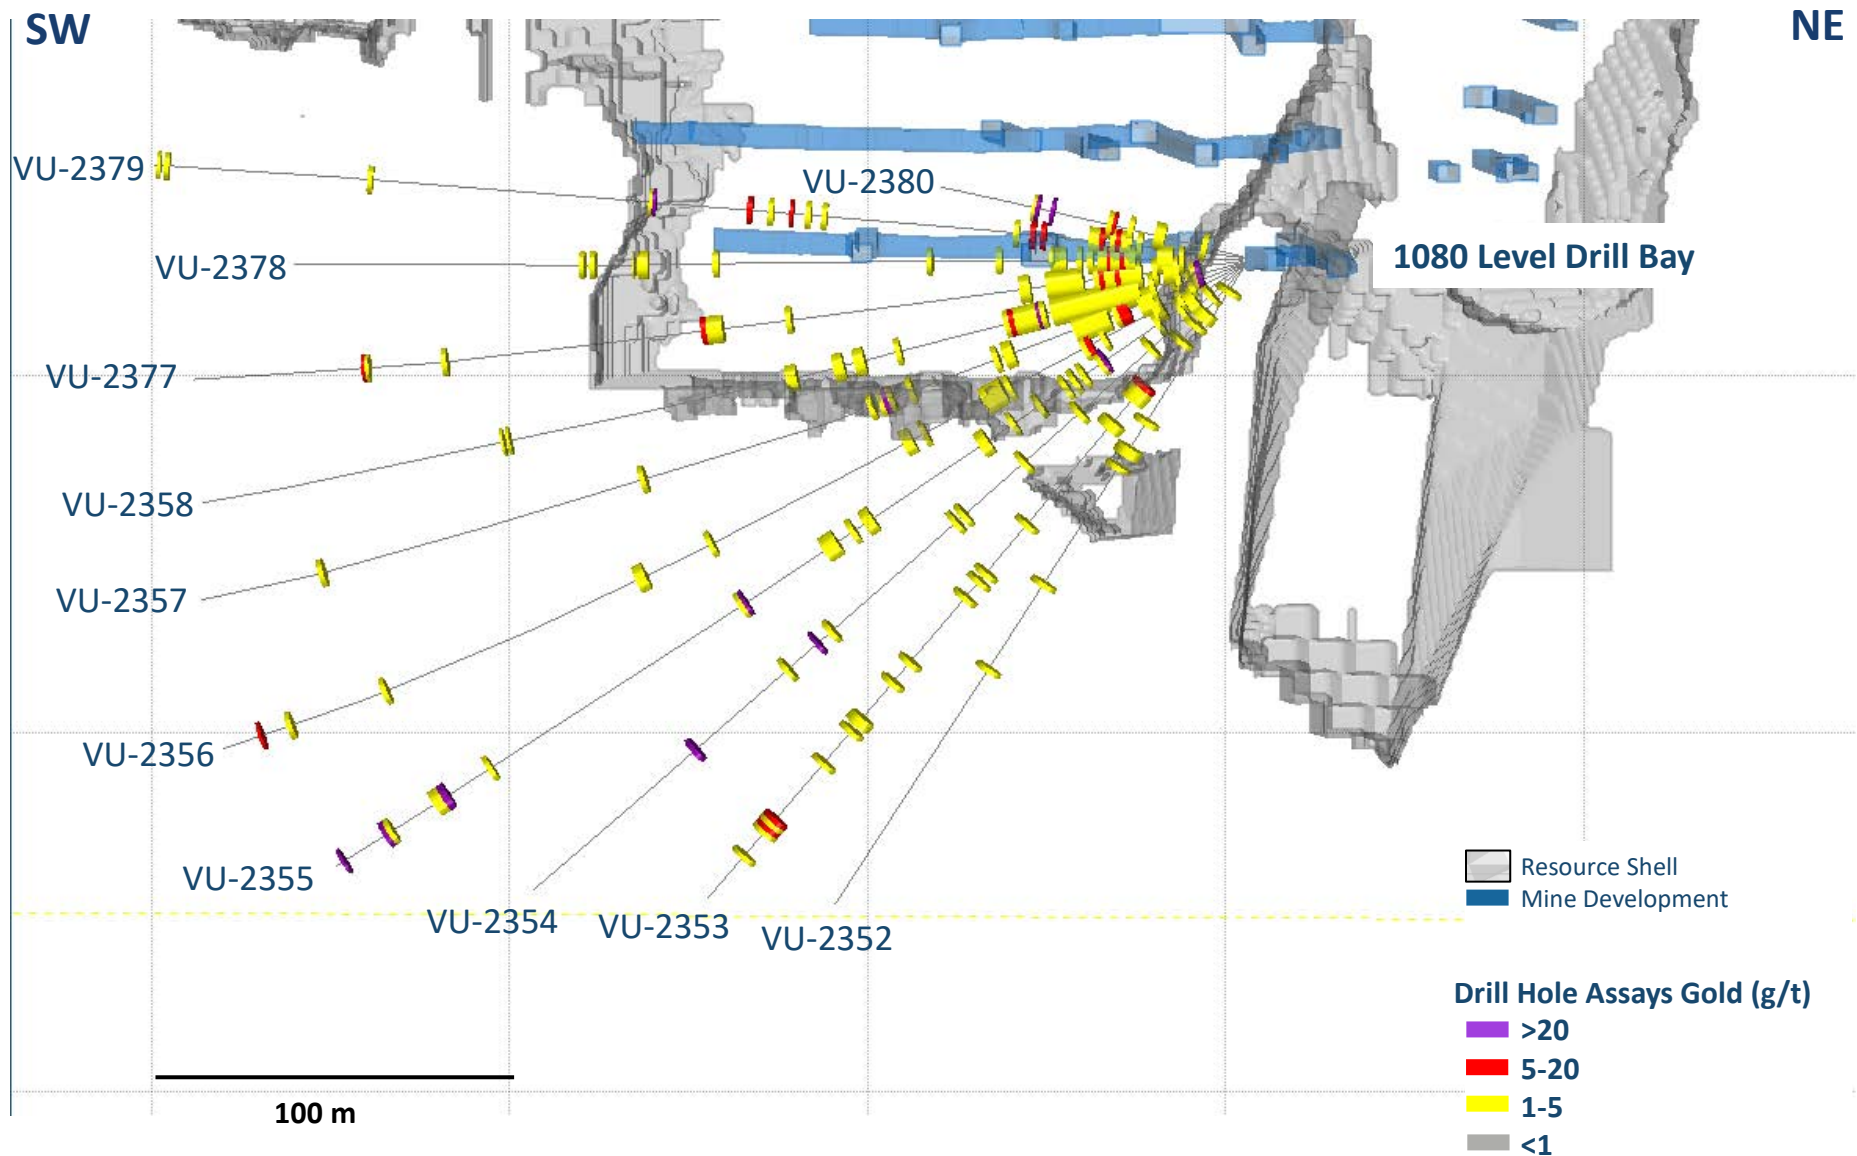 SW
NE
VU-2379
VU-2380
VU-2378
1080 Level Drill Bay
VU-2377
VU-2358
VU-2357
VU-2356
VU-2355
VU-2354
VU-2353
VU-2352
Resource Shell
Mine Development
Drill Hole Assays Gold (g/t)
>20
5-20
1-5
<1
100 m